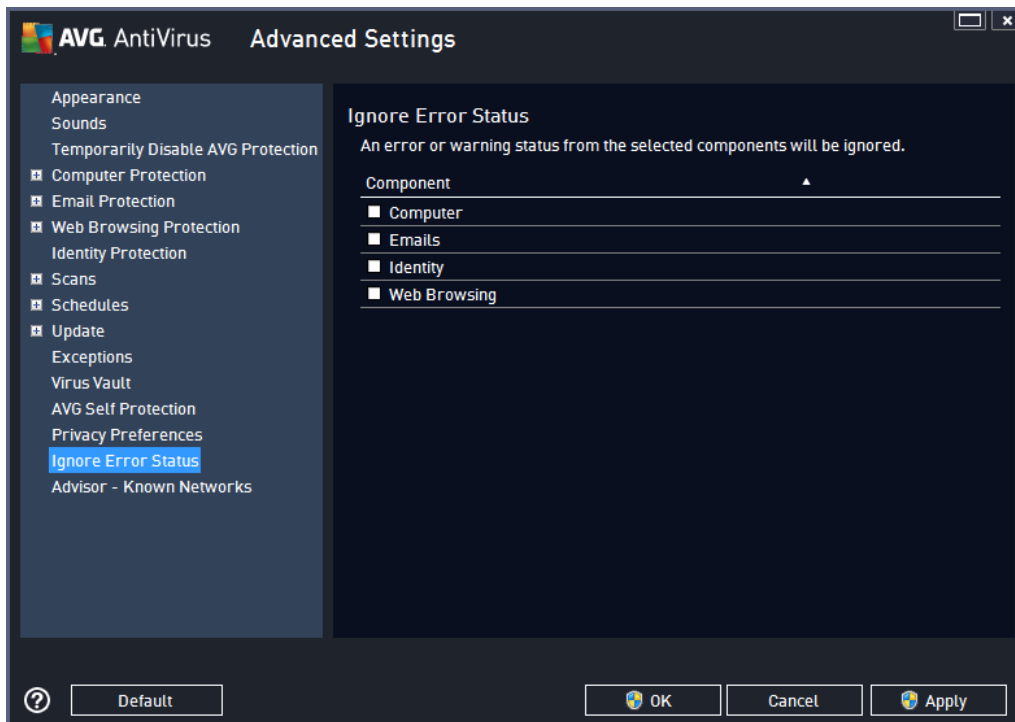 AVG. AntiVirus Advanced Settings
Appearance
Sounds
Temporarily Disable AVG Protection
Computer Protection
Email Protection
Web Browsing Protection
Identity Protection
Scans
Schedules
Update
Exceptions
Virus Vault
AVG Self Protection
Privacy Preferences
Ignore Error Status
Advisor - Known Networks
Ignore Error Status
An error or warning status from the selected components will be ignored.
Component
Computer
Emails
Identity
Web Browsing
Default
OK
Cancel
Apply